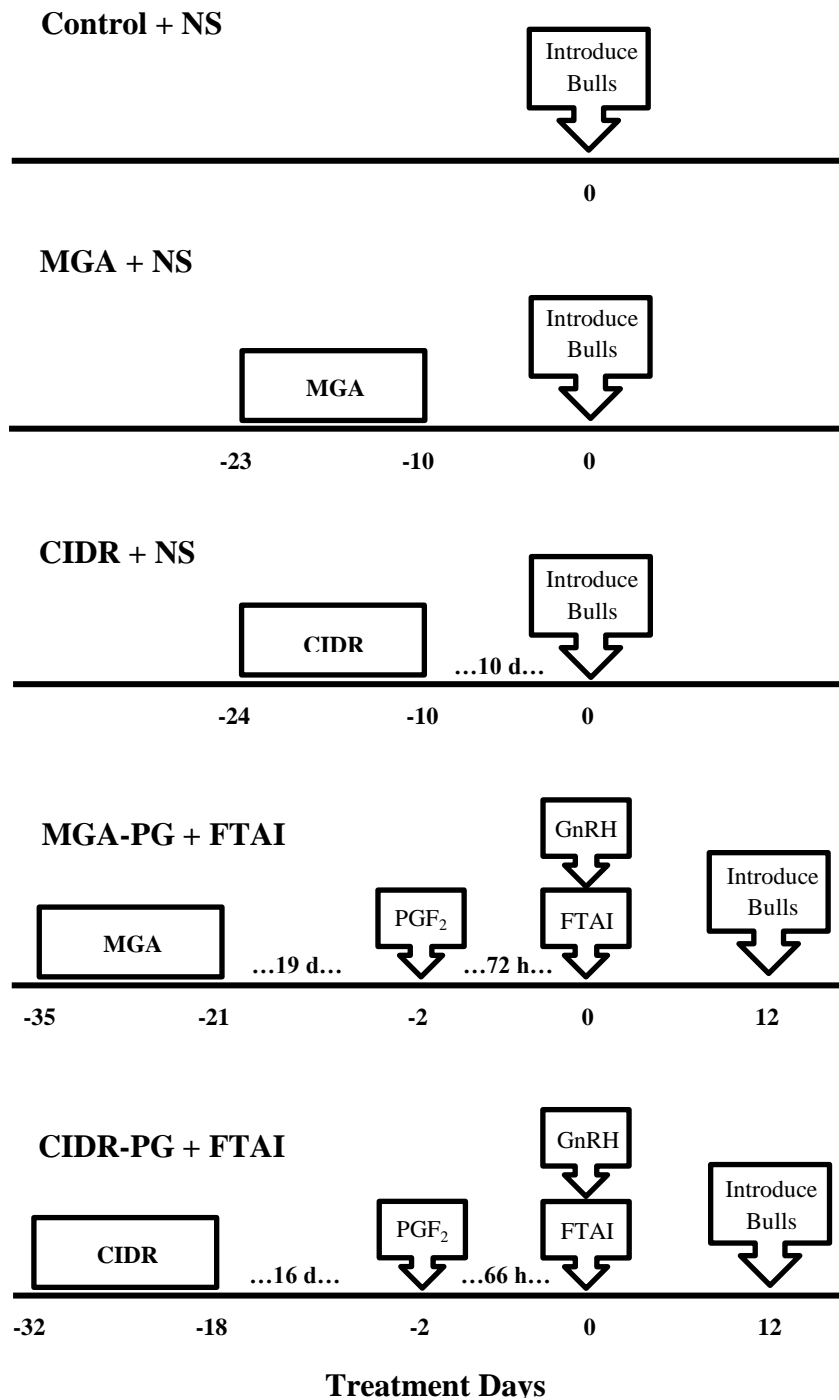 Control + NS
Introduce
Bulls
0
MGA + NS
Introduce
Bulls
MGA
-23 -10 0
CIDR + NS
Introduce
Bulls
CIDR
…10 d…
-24 -10 0
MGA-PG + FTAI
GnRH
Introduce
Bulls
MGA
PGF₂
FTAI
…19 d… …72 h…
-35 -21 -2 0 12
CIDR-PG + FTAI
GnRH
Introduce
Bulls
CIDR
PGF₂
FTAI
…16 d… …66 h…
-32 -18 -2 0 12
Treatment Days